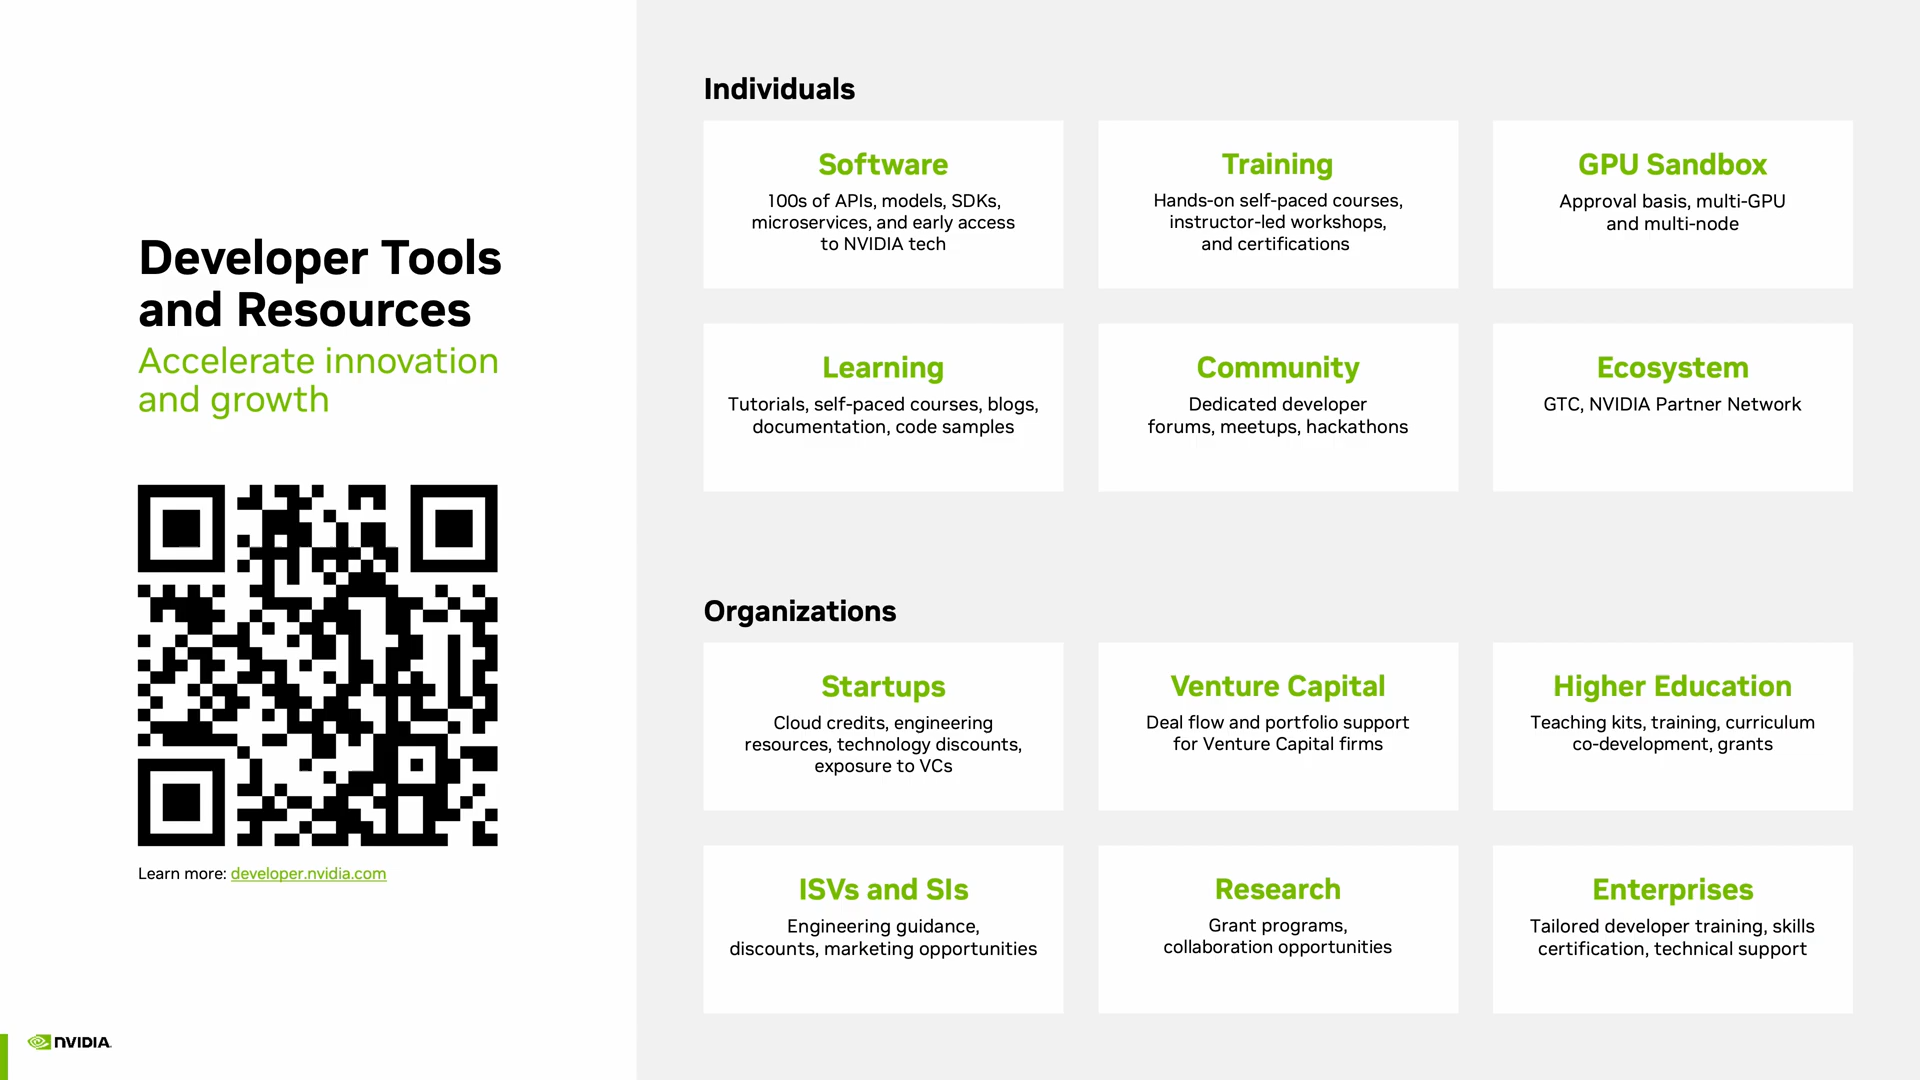 Developer Tools
and Resources
Accelerate innovation
and growth
Learn more: developer.nvidia.com
NVIDIA
Individuals
Software
100s of APIs, models, SDKs,
microservices, and early access
to NVIDIA tech
Training
Hands-on self-paced courses,
instructor-led workshops,
and certifications
GPU Sandbox
Approval basis, multi-GPU
and multi-node
Learning
Tutorials, self-paced courses, blogs,
documentation, code samples
Community
Dedicated developer
forums, meetups, hackathons
Ecosystem
GTC, NVIDIA Partner Network
Organizations
Startups
Cloud credits, engineering
resources, technology discounts,
exposure to VCs
Venture Capital
Deal flow and portfolio support
for Venture Capital firms
Higher Education
Teaching kits, training, curriculum
co-development, grants
ISVs and SIs
Engineering guidance,
discounts, marketing opportunities
Research
Grant programs,
collaboration opportunities
Enterprises
Tailored developer training, skills
certification, technical support